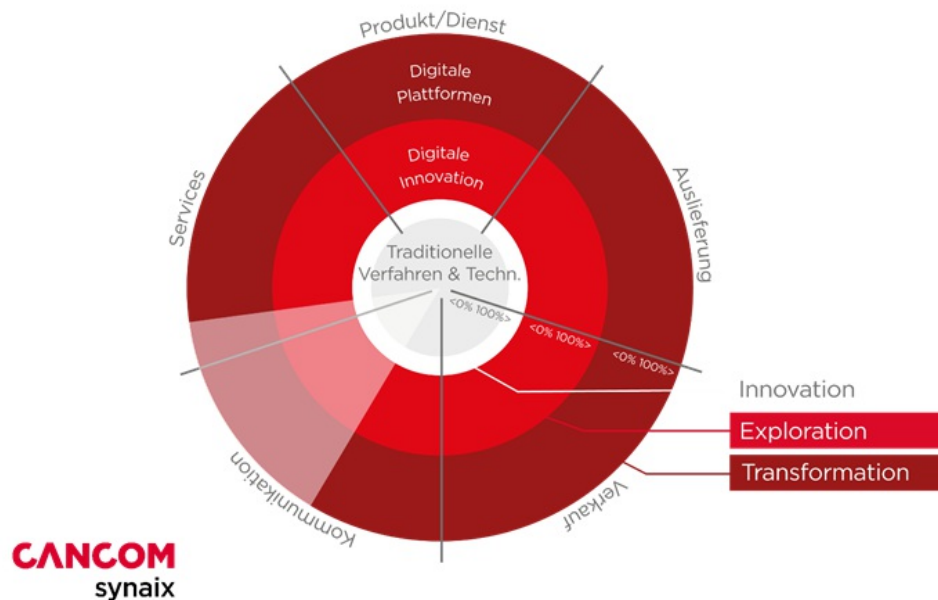 Produkt/Dienst
Digitale
Plattformen
Digitale
Innovation
Services
Auslieferung
Traditionelle
Verfahren & Techn.
<0% 100%>
<0% 100%>
<0% 100%>
Innovation
Exploration
Transformation
Kommunikation
Verkauf
CANCOM
synaix